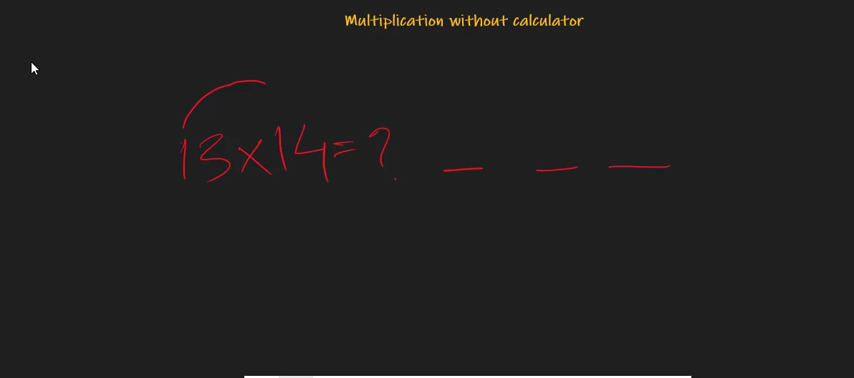 Multiplication without calculator
13×14=? _ _ _